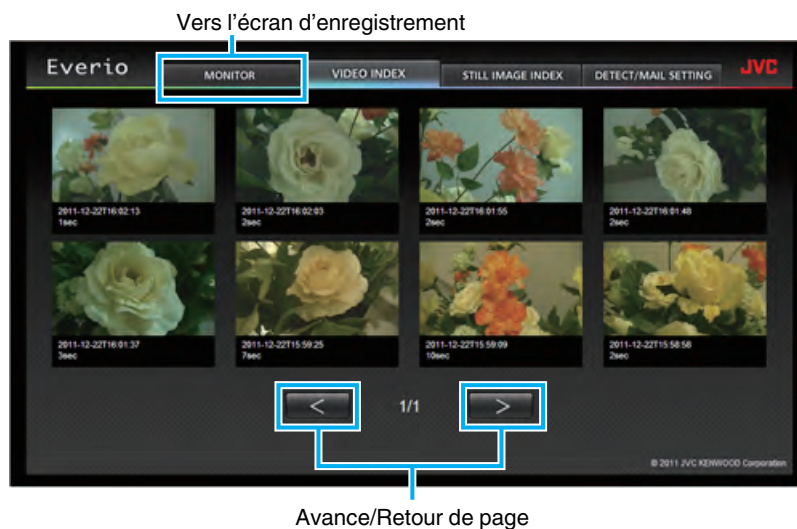 Vers l'écran d'enregistrement
Everio
MONITOR
VIDEO INDEX
STILL IMAGE INDEX
DETECT/MAIL SETTING
JVC
2011-12-22T16:02:13
1sec
2011-12-22T16:02:03
2sec
2011-12-22T16:01:55
2sec
2011-12-22T16:01:48
2sec
2011-12-22T16:01:37
3sec
2011-12-22T15:59:25
7sec
2011-12-22T15:59:09
10sec
2011-12-22T15:58:58
2sec
<
1/1
>
© 2011 JVC KENWOOD Corporation
Avance/Retour de page